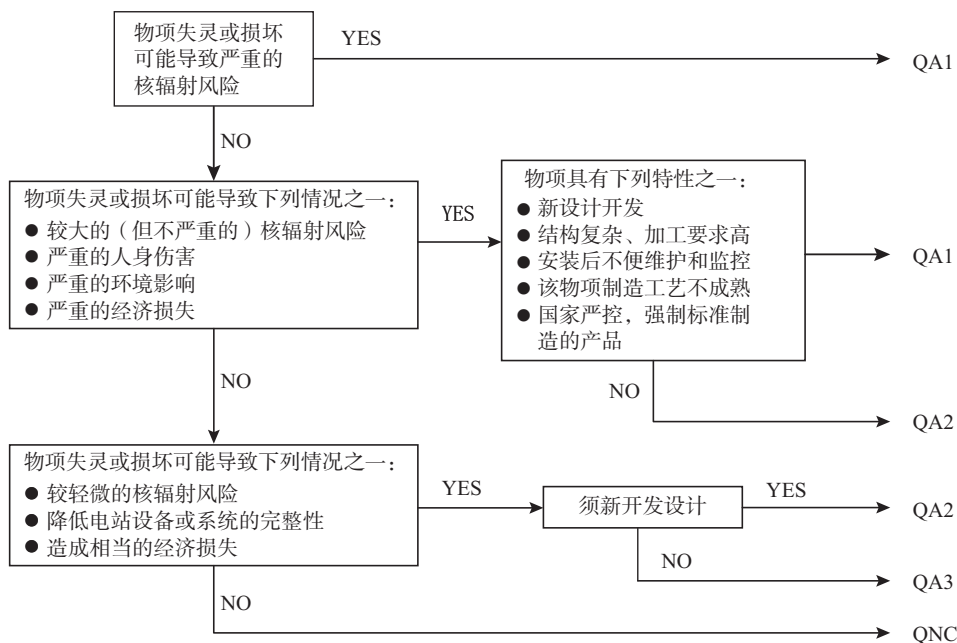 物项失灵或损坏
可能导致严重的
核辐射风险
YES
QA1
NO
物项失灵或损坏可能导致下列情况之一：
● 较大的（但不严重的）核辐射风险
● 严重的人身伤害
● 严重的环境影响
● 严重的经济损失
YES
物项具有下列特性之一：
● 新设计开发
● 结构复杂、加工要求高
● 安装后不便维护和监控
● 该物项制造工艺不成熟
● 国家严控，强制标准制
造的产品
QA1
NO
QA2
NO
物项失灵或损坏可能导致下列情况之一：
● 较轻微的核辐射风险
● 降低电站设备或系统的完整性
● 造成相当的经济损失
YES
须新开发设计
YES
QA2
NO
QA3
NO
QNC